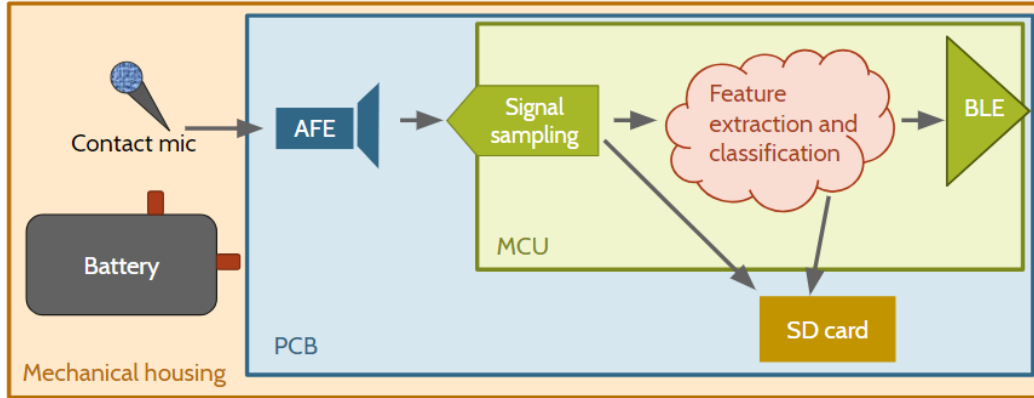 Contact mic
AFE
Signal
sampling
Feature
extraction and
classification
BLE
Battery
MCU
SD card
PCB
Mechanical housing